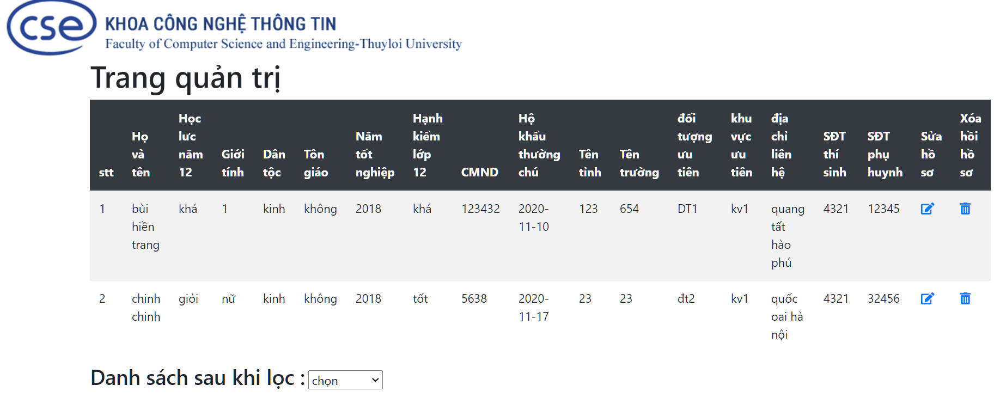 cse
KHOA CÔNG NGHỆ THÔNG TIN
Faculty of Computer Science and Engineering-Thuyloi University
Trang quản trị
stt
Họ
và
tên
Học
lưc
năm
12
Giới
tính
Dân
tộc
Tôn
giáo
Năm
tốt
nghiệp
Hạnh
kiểm
lớp
12
CMND
Hộ
khẩu
thường
chú
Tên
tỉnh
Tên
trường
đối
tượng
ưu
tiên
khu
vực
ưu
tiên
địa
chỉ
liên
hệ
SĐT
thí
sinh
SĐT
phụ
huynh
Sửa
hồ
sơ
Xóa
hồi
hồ
sơ
1
bùi
hiền
trang
khá
1
kinh
không
2018
khá
123432
2020-
11-10
123
654
DT1
kv1
quang
tất
hào
phú
4321
12345
2
chinh
chinh
giỏi
nữ
kinh
không
2018
tốt
5638
2020-
11-17
23
23
đt2
kv1
quốc
oai hà
nội
4321
32456
Danh sách sau khi lọc : chọn